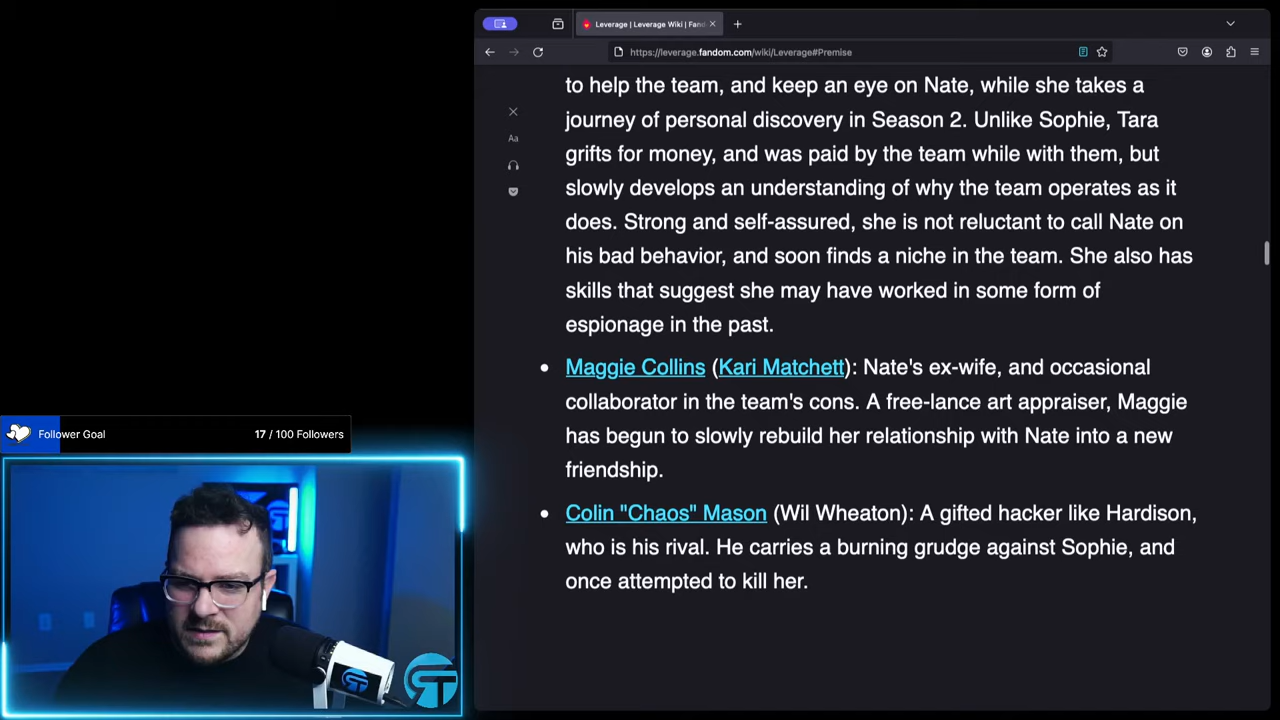 Leverage | Leverage Wiki | Fand
https://leverage.fandom.com/wiki/Leverage#Premise
to help the team, and keep an eye on Nate, while she takes a
journey of personal discovery in Season 2. Unlike Sophie, Tara
Aa
grifts for money, and was paid by the team while with them, but
slowly develops an understanding of why the team operates as it
does. Strong and self-assured, she is not reluctant to call Nate on
his bad behavior, and soon finds a niche in the team. She also has
skills that suggest she may have worked in some form of
espionage in the past.
Maggie Collins (Kari Matchett): Nate's ex-wife, and occasional
collaborator in the team's cons. A free-lance art appraiser, Maggie
has begun to slowly rebuild her relationship with Nate into a new
friendship.
Colin "Chaos" Mason (Wil Wheaton): A gifted hacker like Hardison,
who is his rival. He carries a burning grudge against Sophie, and
once attempted to kill her.
Follower Goal 17 / 100 Followers